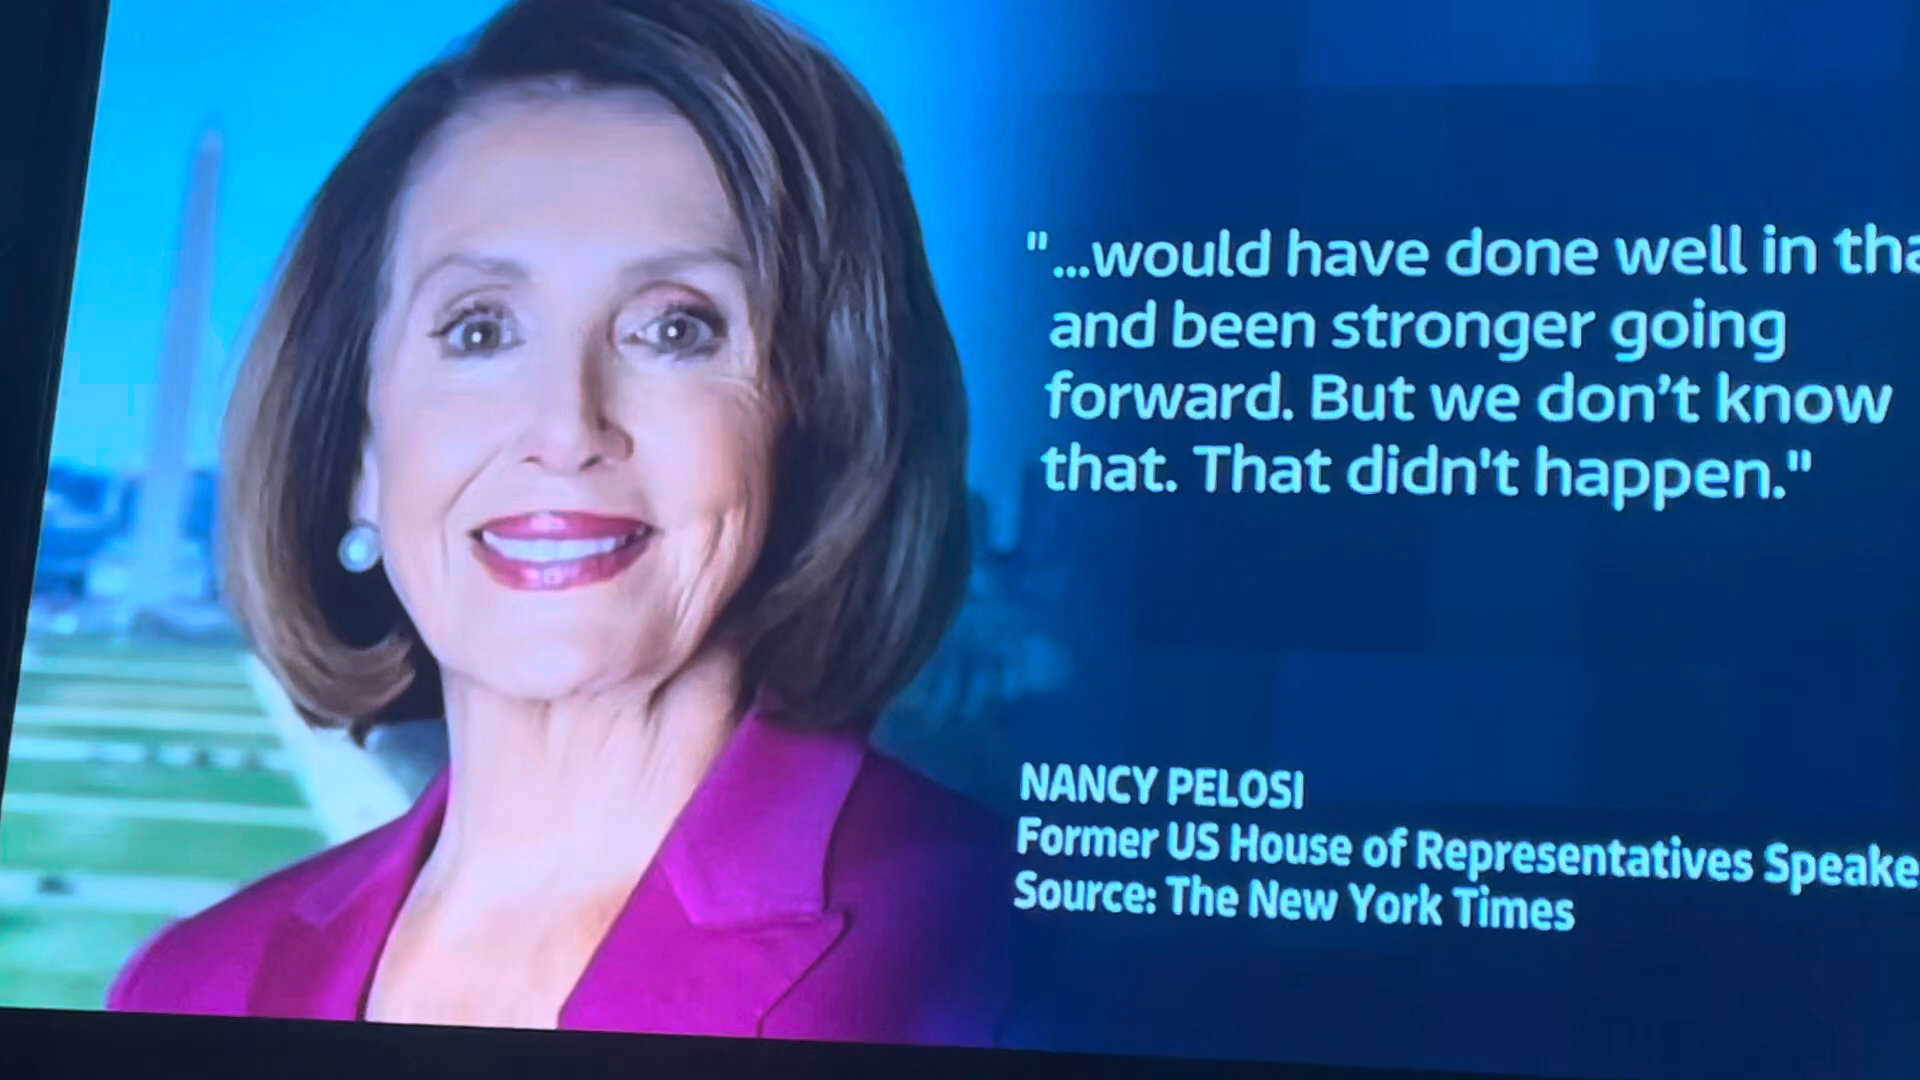 "...would have done well in tha
and been stronger going
forward. But we don’t know
that. That didn't happen."
NANCY PELOSI
Former US House of Representatives Speake
Source: The New York Times